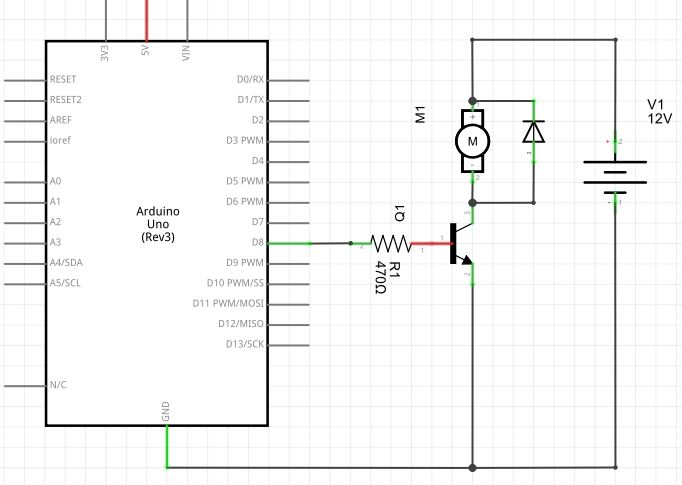 3V3
5V
VIN
RESET
RESET2
AREF
ioref
A0
A1
A2
A3
A4/SDA
A5/SCL
N/C
Arduino
Uno
(Rev3)
D0/RX
D1/TX
D2
D3 PWM
D4
D5 PWM
D6 PWM
D7
D8
D9 PWM
D10 PWM/SS
D11 PWM/MOSI
D12/MISO
D13/SCK
GND
2
1
R1
470Ω
Q1
1
3
2
M1
+
M
-
2
V1
12V
+
2
-
1